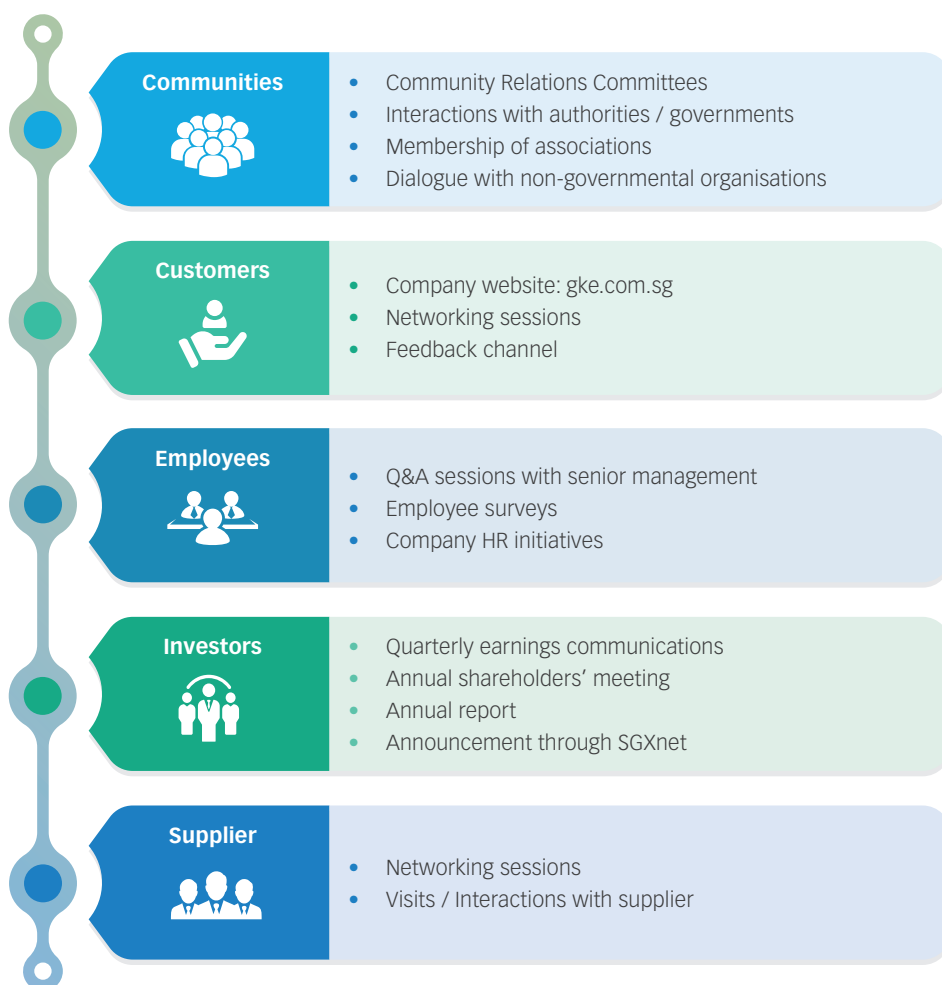 Communities
• Community Relations Committees
• Interactions with authorities / governments
• Membership of associations
• Dialogue with non-governmental organisations
Customers
• Company website: gke.com.sg
• Networking sessions
• Feedback channel
Employees
• Q&A sessions with senior management
• Employee surveys
• Company HR initiatives
Investors
• Quarterly earnings communications
• Annual shareholders’ meeting
• Annual report
• Announcement through SGXnet
Supplier
• Networking sessions
• Visits / Interactions with supplier